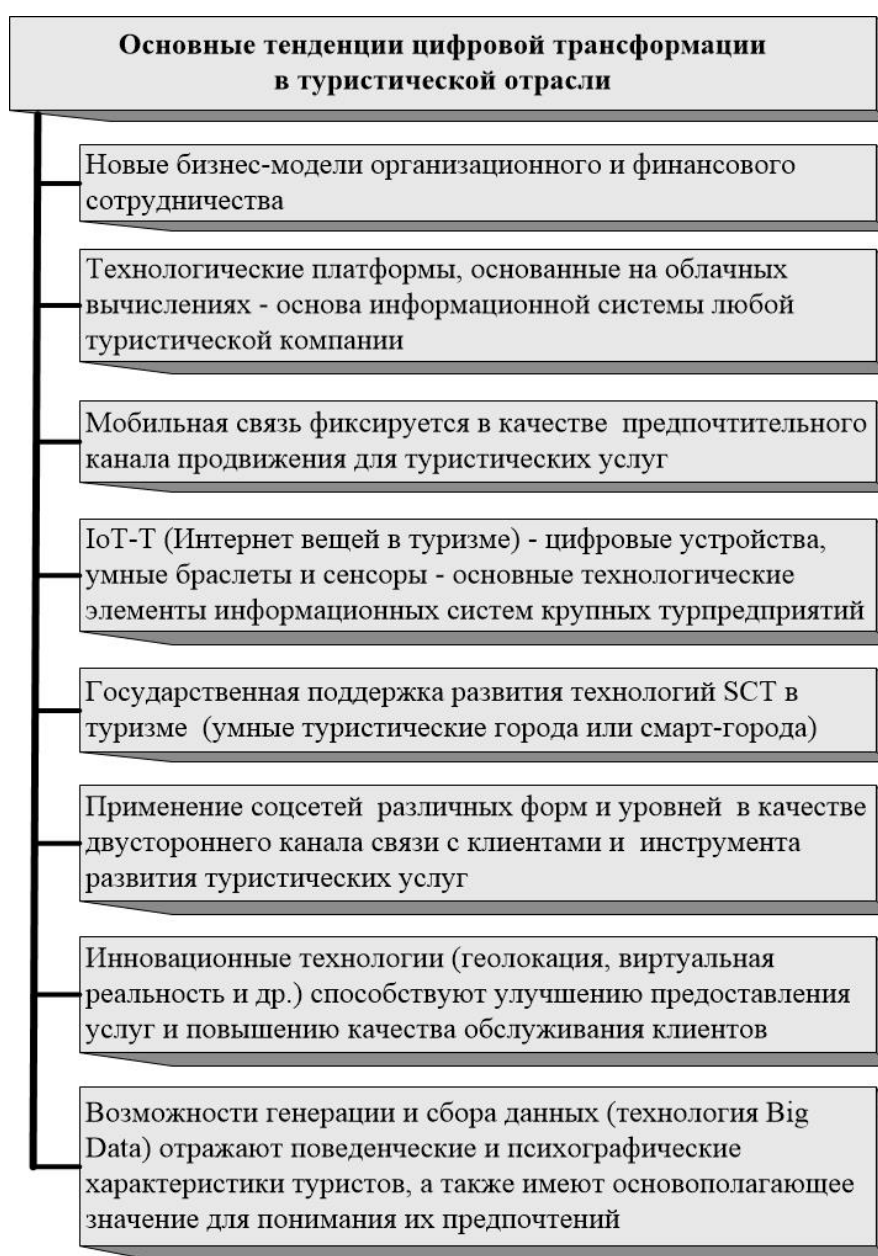 Основные тенденции цифровой трансформации
в туристической отрасли
Новые бизнес-модели организационного и финансового
сотрудничества
Технологические платформы, основанные на облачных
вычислениях - основа информационной системы любой
туристической компании
Мобильная связь фиксируется в качестве предпочтительного
канала продвижения для туристических услуг
IoT-T (Интернет вещей в туризме) - цифровые устройства,
умные браслеты и сенсоры - основные технологические
элементы информационных систем крупных турпредприятий
Государственная поддержка развития технологий SCT в
туризме (умные туристические города или смарт-города)
Применение соцсетей различных форм и уровней в качестве
двустороннего канала связи с клиентами и инструмента
развития туристических услуг
Инновационные технологии (геолокация, виртуальная
реальность и др.) способствуют улучшению предоставления
услуг и повышению качества обслуживания клиентов
Возможности генерации и сбора данных (технология Big
Data) отражают поведенческие и психографические
характеристики туристов, а также имеют основополагающее
значение для понимания их предпочтений